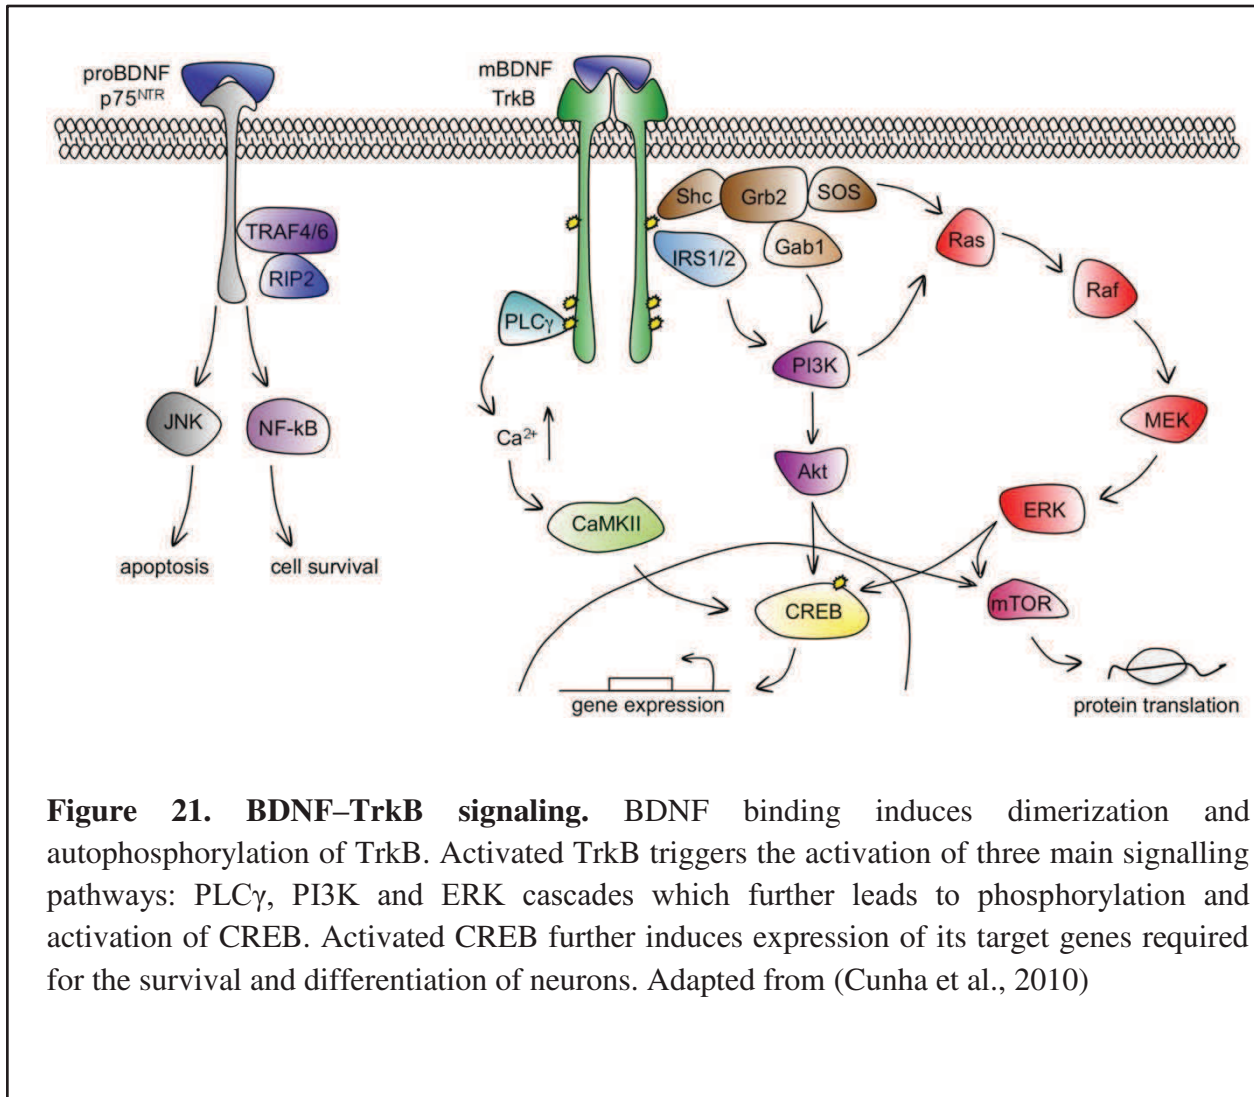 proBDNF
p75NTR
mBDNF
TrkB
TRAF4/6
RIP2
JNK
NF-kB
apoptosis
cell survival
Shc
Grb2
SOS
IRS1/2
Gab1
Ras
Raf
PLCγ
PI3K
MEK
Ca2+
Akt
ERK
CaMKII
CREB
mTOR
gene expression
protein translation
Figure 21. BDNF–TrkB signaling. BDNF binding induces dimerization and
autophosphorylation of TrkB. Activated TrkB triggers the activation of three main signalling
pathways: PLCγ, PI3K and ERK cascades which further leads to phosphorylation and
activation of CREB. Activated CREB further induces expression of its target genes required
for the survival and differentiation of neurons. Adapted from (Cunha et al., 2010)